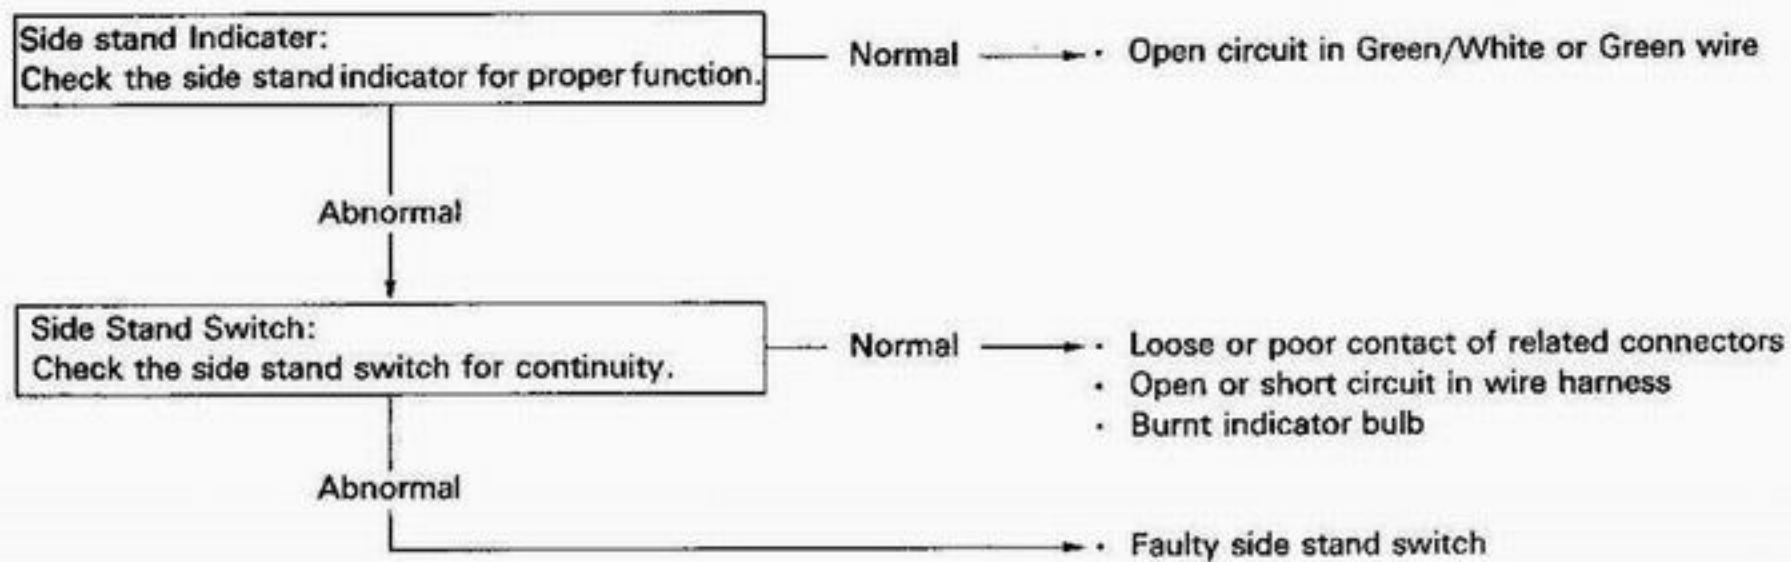 Side stand Indicater:
Check the side stand indicator for proper function.
Normal
· Open circuit in Green/White or Green wire
Abnormal
Side Stand Switch:
Check the side stand switch for continuity.
Normal
· Loose or poor contact of related connectors
· Open or short circuit in wire harness
· Burnt indicator bulb
Abnormal
· Faulty side stand switch